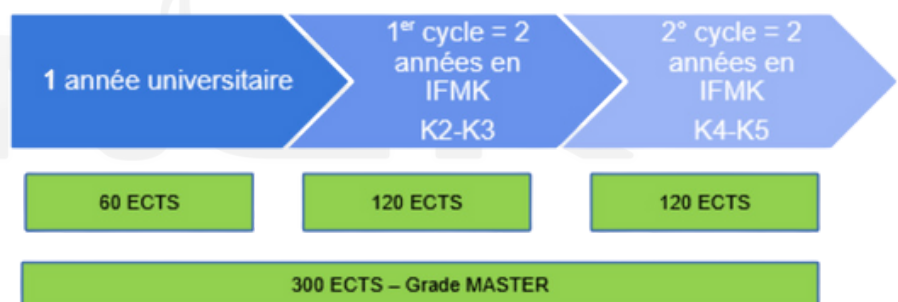 1 année universitaire
1er cycle = 2
années en
IFMK
K2-K3
2° cycle = 2
années en
IFMK
K4-K5
60 ECTS
120 ECTS
120 ECTS
300 ECTS – Grade MASTER